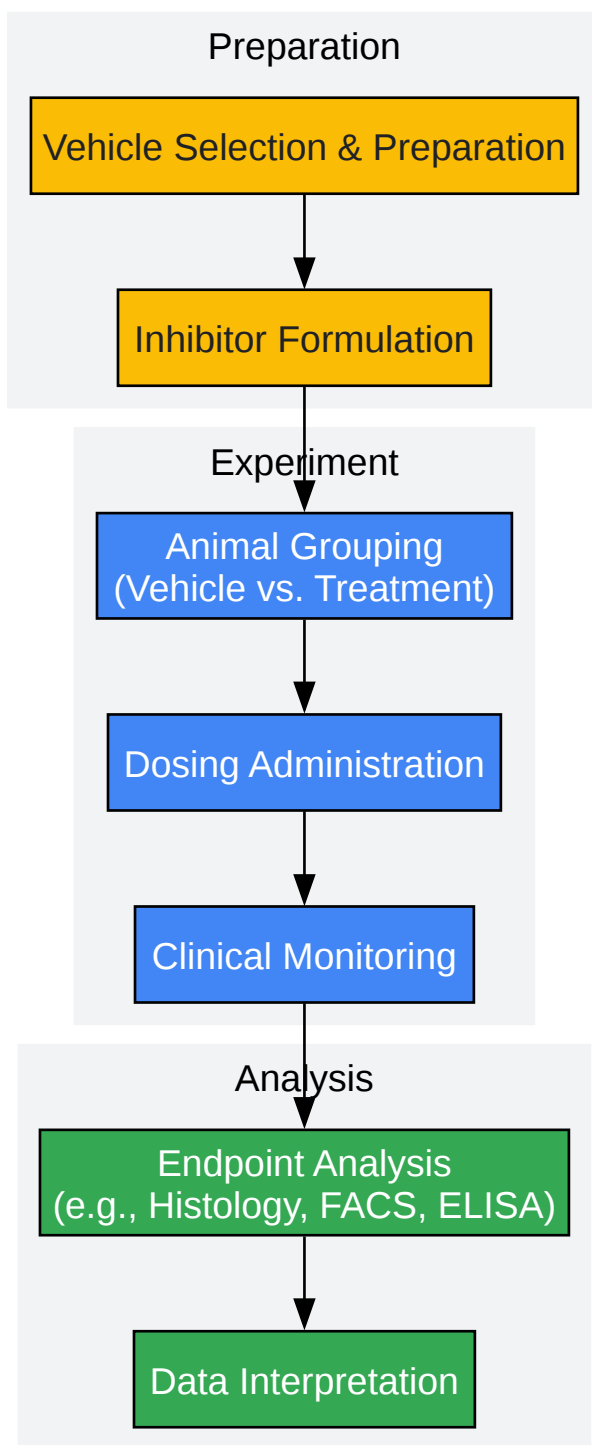 Preparation
Vehicle Selection & Preparation
Inhibitor Formulation
Experiment
Animal Grouping
(Vehicle vs. Treatment)
Dosing Administration
Clinical Monitoring
Analysis
Endpoint Analysis
(e.g., Histology, FACS, ELISA)
Data Interpretation